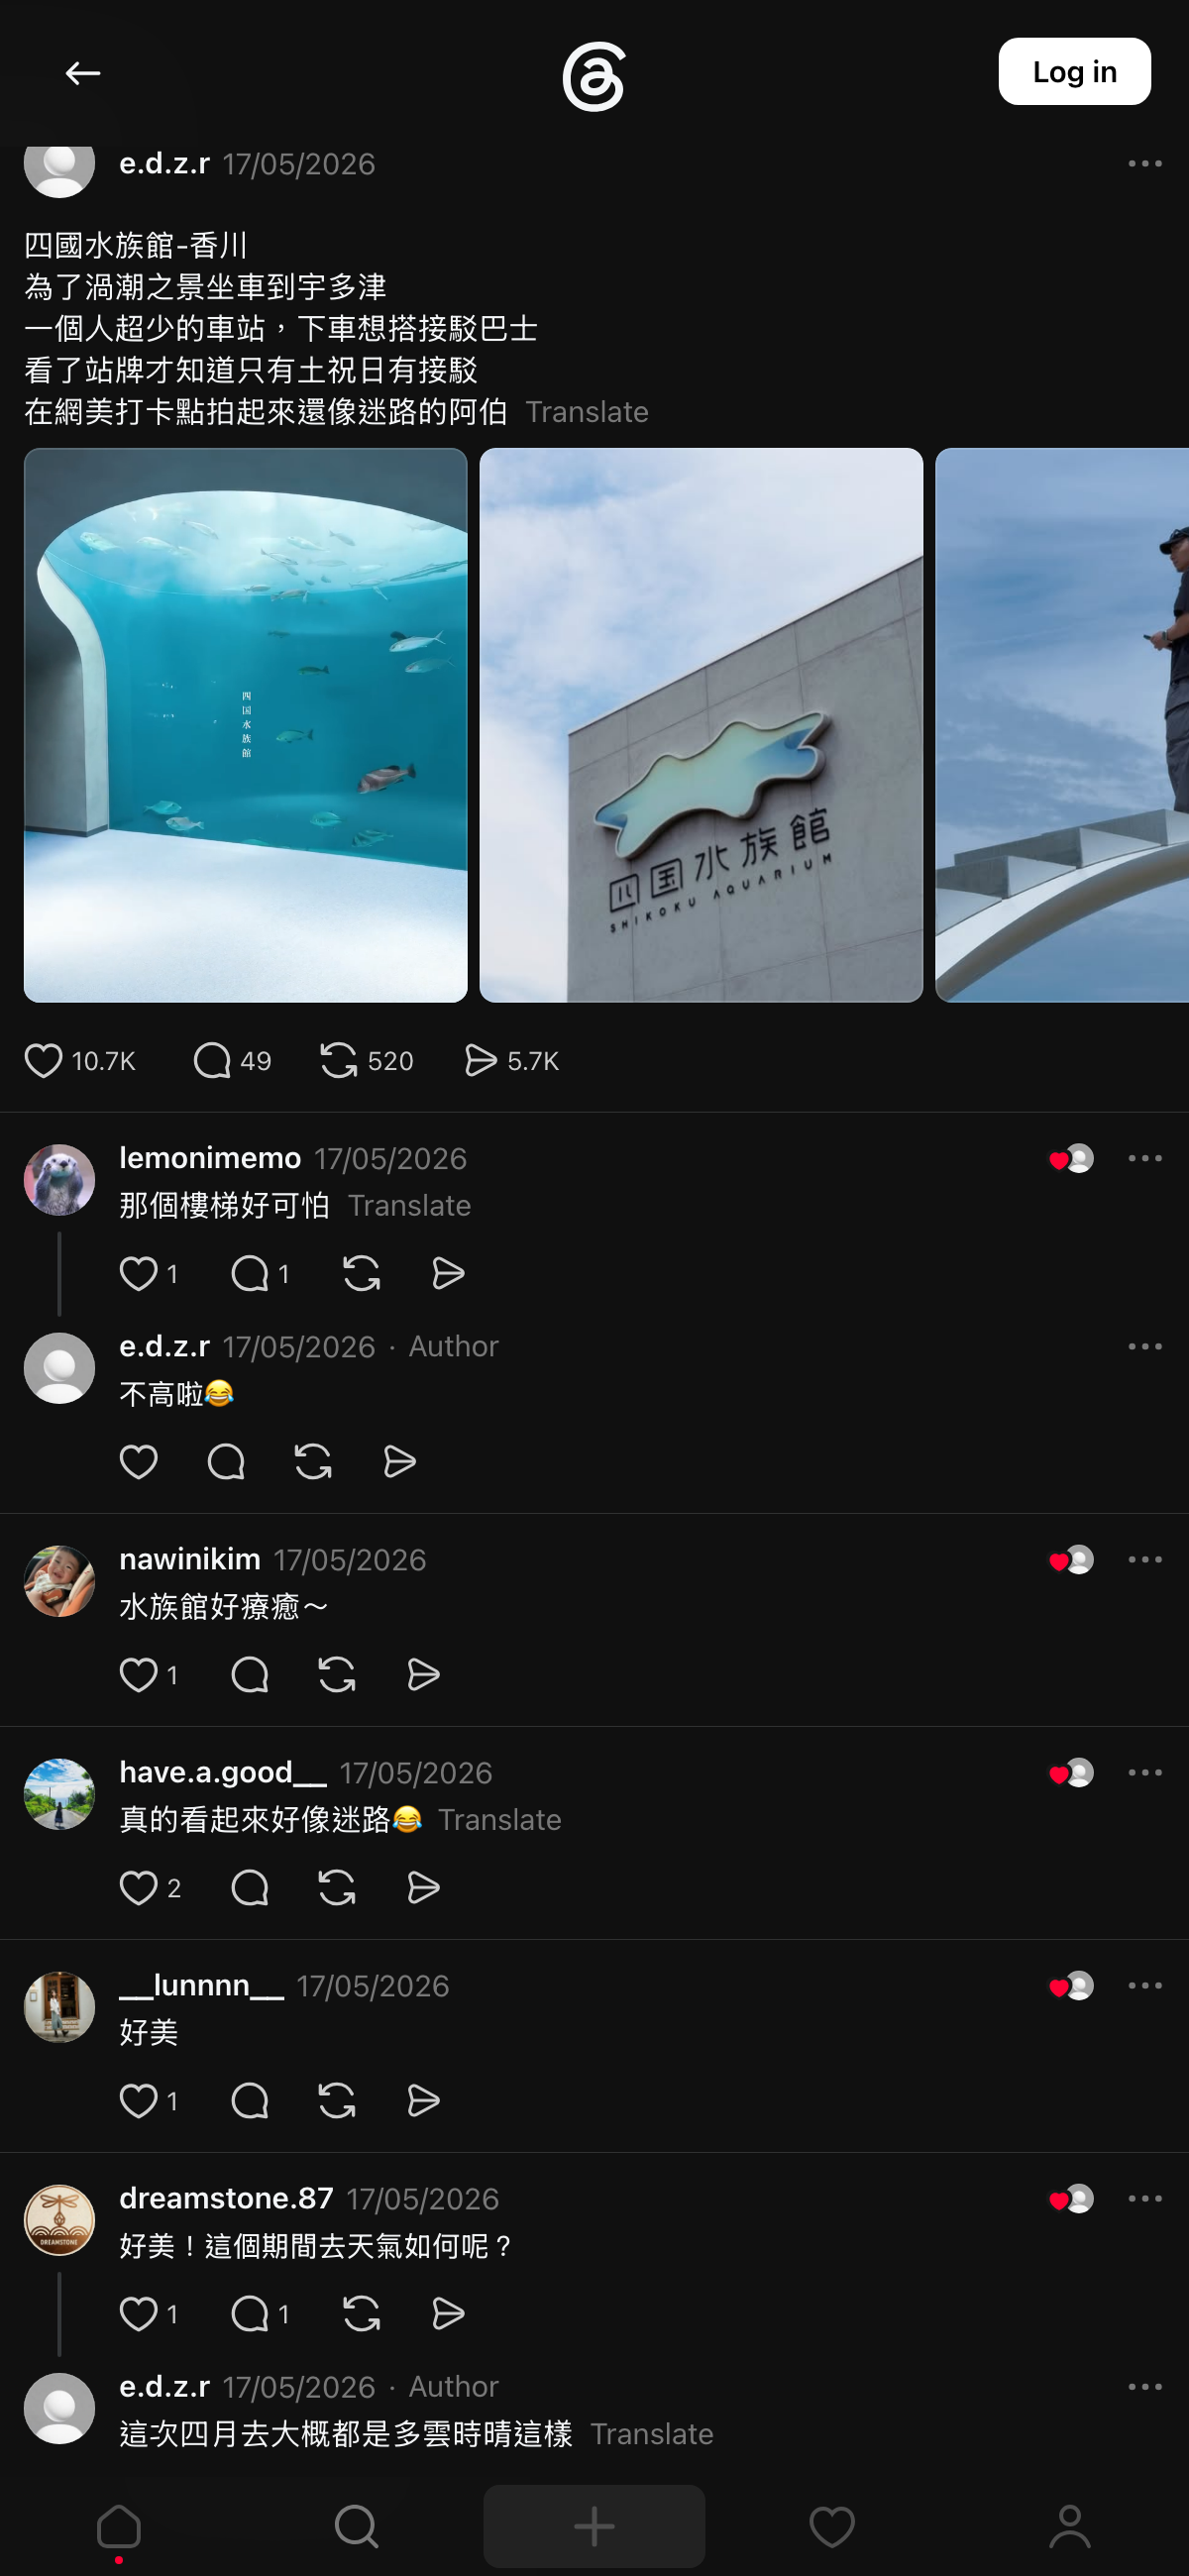 Log in
e.d.z.r 17/05/2026
四國水族館-香川
為了渦潮之景坐車到宇多津
一個人超少的車站，下車想搭接駁巴士
看了站牌才知道只有土祝日有接駁
在網美打卡點拍起來還像迷路的阿伯 Translate
四国水族館
四国水族館
SHIKOKU AQUARIUM
10.7K 49 520 5.7K
lemonimemo 17/05/2026
那個樓梯好可怕 Translate
1 1
e.d.z.r 17/05/2026 · Author
不高啦😂
nawinikim 17/05/2026
水族館好療癒～
1
have.a.good__ 17/05/2026
真的看起來好像迷路😂 Translate
2
__lunnnn__ 17/05/2026
好美
1
dreamstone.87 17/05/2026
DREAMSTONE
好美！這個期間去天氣如何呢？
1 1
e.d.z.r 17/05/2026 · Author
這次四月去大概都是多雲時晴這樣 Translate